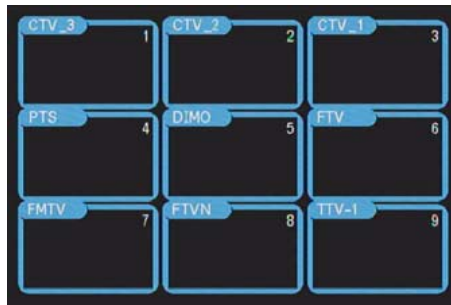 CTV_3 1 CTV_2 2 CTV_1 3
PTS 4 DIMO 5 FTV 6
FMTV 7 FTVN 8 TTV-1 9